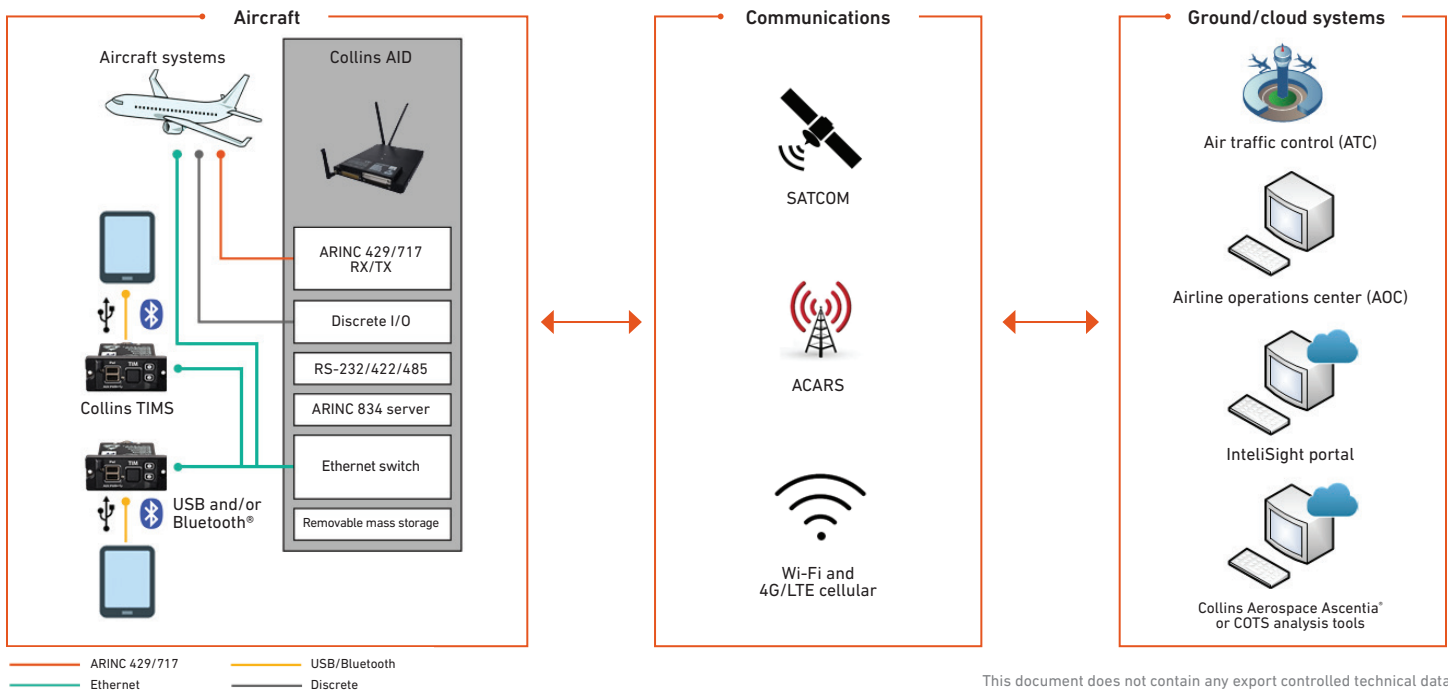 Aircraft
Aircraft systems
Collins AID
ARINC 429/717
RX/TX
Discrete I/O
RS-232/422/485
ARINC 834 server
Ethernet switch
Removable mass storage
Collins TIMS
TIM
TIM
USB and/or
Bluetooth®
Communications
SATCOM
ACARS
Wi-Fi and
4G/LTE cellular
Ground/cloud systems
Air traffic control (ATC)
Airline operations center (AOC)
InteliSight portal
Collins Aerospace Ascentia®
or COTS analysis tools
ARINC 429/717
USB/Bluetooth
Ethernet
Discrete
This document does not contain any export controlled technical data